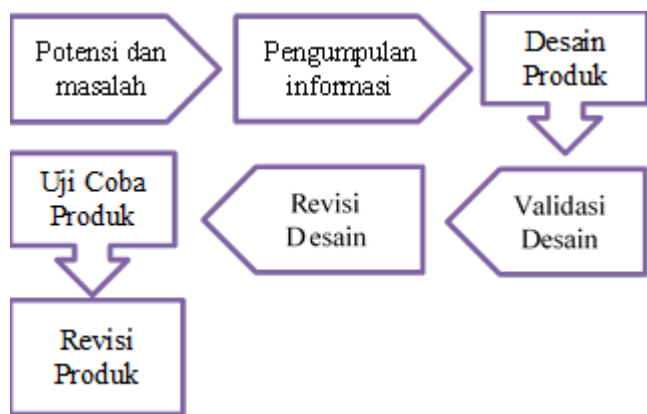 Potensi dan
masalah
Pengumpulan
informasi
Desain
Produk
Validasi
Desain
Revisi
Desain
Uji Coba
Produk
Revisi
Produk